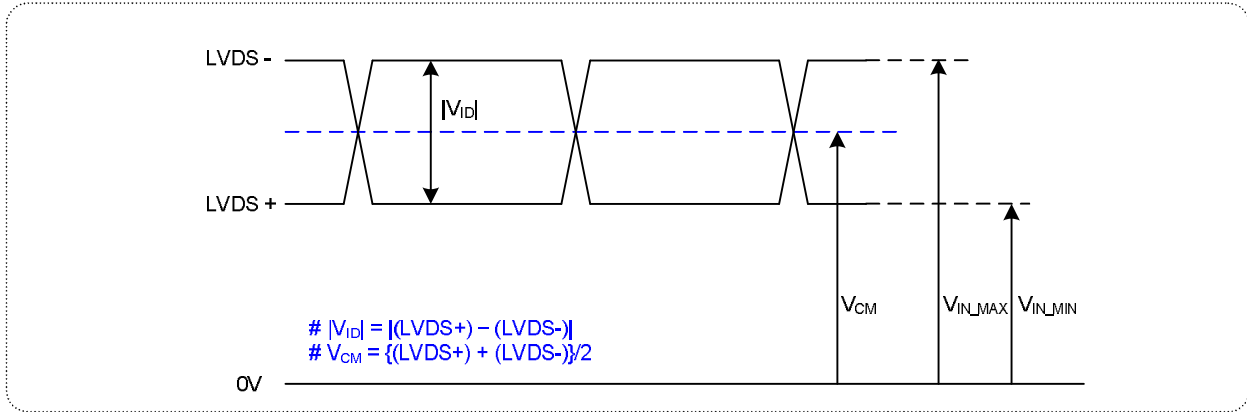 LVDS -
|VID|
LVDS +
VCM
VIN_MAX
VIN_MIN
# |VID| = |(LVDS+) – (LVDS-)|
# VCM = {(LVDS+) + (LVDS-)}/2
0V